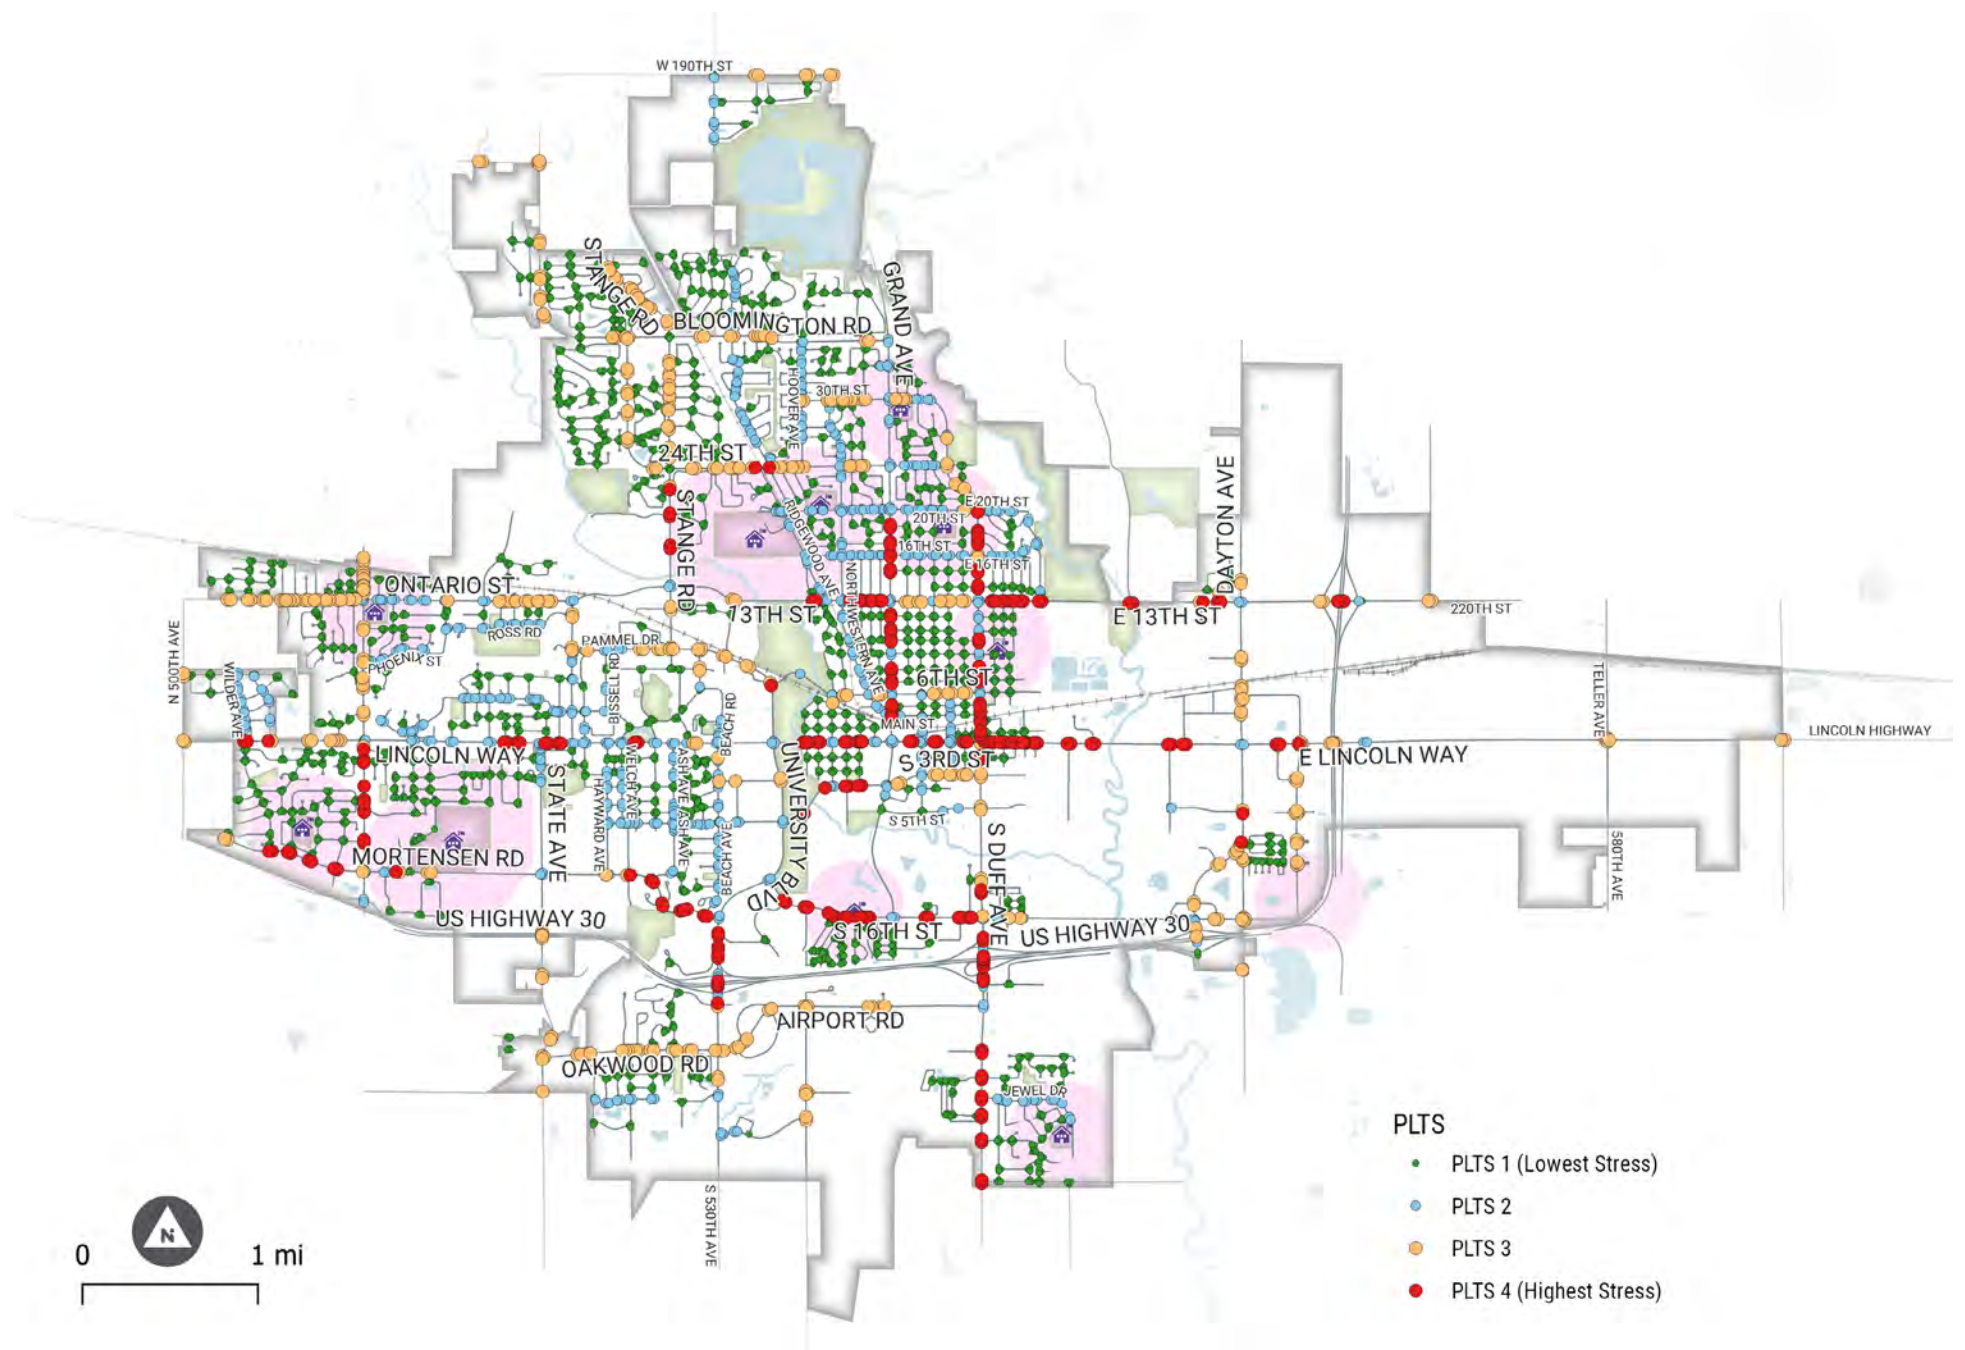 W 190TH ST
STANGE RD
BLOOMINGTON RD
GRAND AVE
HOOVER AVE
30TH ST
24TH ST
STANGE RD
RIDGEWOOD AVE
E 20TH ST
20TH ST
16TH ST
E 16TH ST
DAYTON AVE
ONTARIO ST
NORTHWESTERN AVE
13TH ST
E 13TH ST
220TH ST
ROSS RD
PAMMEL DR
PHOENIX ST
N 500TH AVE
WILDER AVE
BISSELL RD
BEACH RD
6TH ST
MAIN ST
TELLER AVE
LINCOLN HIGHWAY
LINCOLN WAY
S 3RD ST
E LINCOLN WAY
STATE AVE
HAYWARD AVE
WELCH AVE
ASH AVE
ASH AVE
BEACH AVE
UNIVERSITY BLVD
S 5TH ST
S DUFF AVE
580TH AVE
MORTENSEN RD
US HIGHWAY 30
S 16TH ST
US HIGHWAY 30
AIRPORT RD
OAKWOOD RD
JEWEL DR
S 530TH AVE
PLTS
PLTS 1 (Lowest Stress)
PLTS 2
PLTS 3
PLTS 4 (Highest Stress)
N
0 1 mi